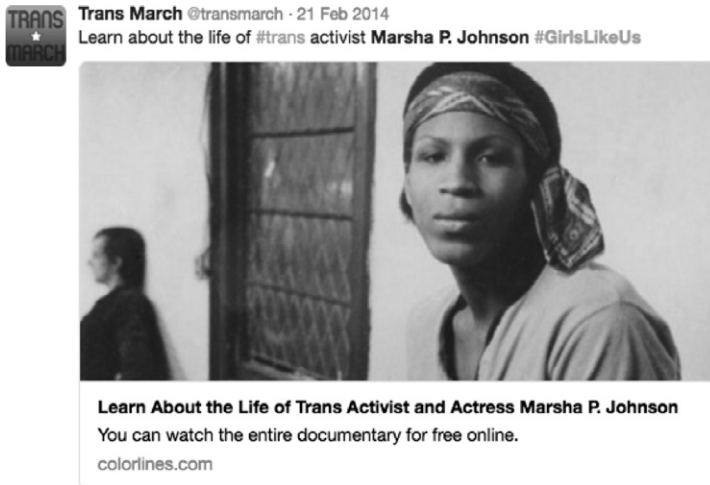 TRANS
MARCH
Trans March @transmarch · 21 Feb 2014
Learn about the life of #trans activist Marsha P. Johnson #GirlsLikeUs
Learn About the Life of Trans Activist and Actress Marsha P. Johnson
You can watch the entire documentary for free online.
colorlines.com